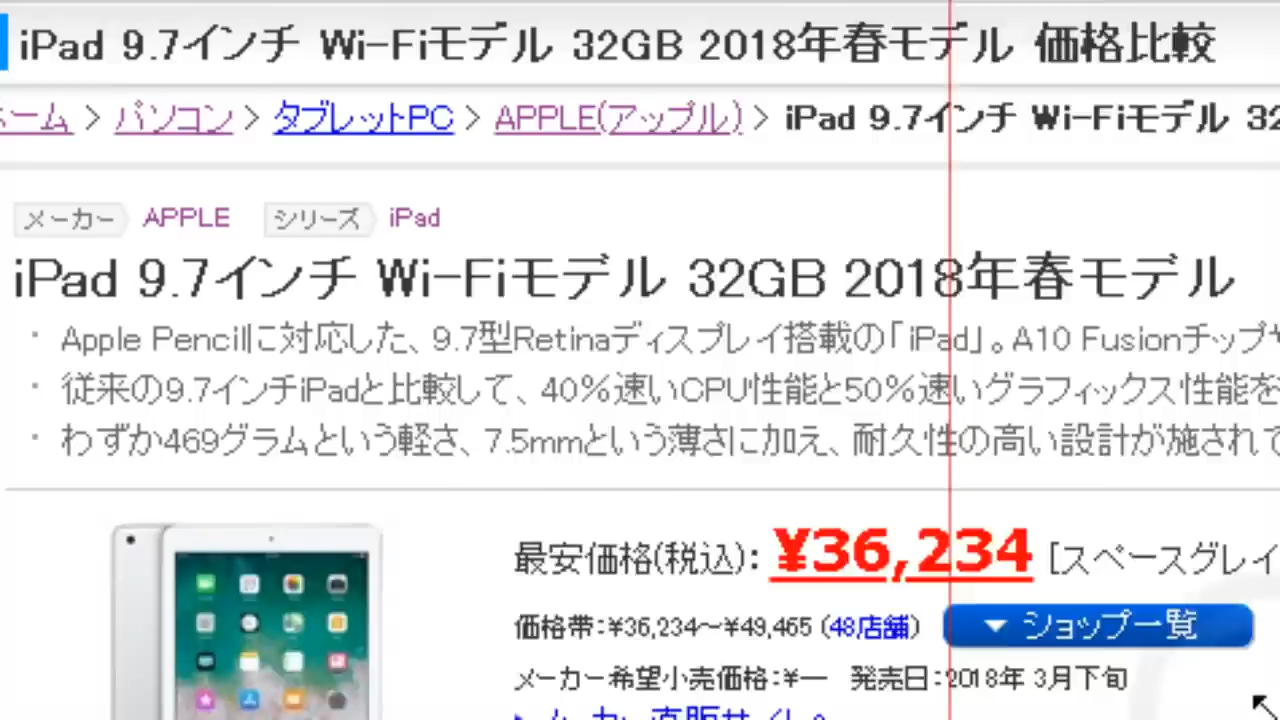 iPad 9.7インチ Wi-Fiモデル 32GB 2018年春モデル 価格比較
ホーム > パソコン > タブレットPC > APPLE(アップル) > iPad 9.7インチ Wi-Fiモデル 32
メーカー APPLE シリーズ iPad
iPad 9.7インチ Wi-Fiモデル 32GB 2018年春モデル
・ Apple Pencilに対応した、9.7型Retinaディスプレイ搭載の「iPad」。A10 Fusionチップや
・ 従来の9.7インチiPadと比較して、40％速いCPU性能と50％速いグラフィックス性能を
・ わずか469グラムという軽さ、7.5mmという薄さに加え、耐久性の高い設計が施されて
最安価格(税込)：¥36,234 [スペースグレイ
価格帯：¥36,234～¥49,465 (48店舗) ▼ ショップ一覧
メーカー希望小売価格：¥― 発売日：2018年 3月下旬